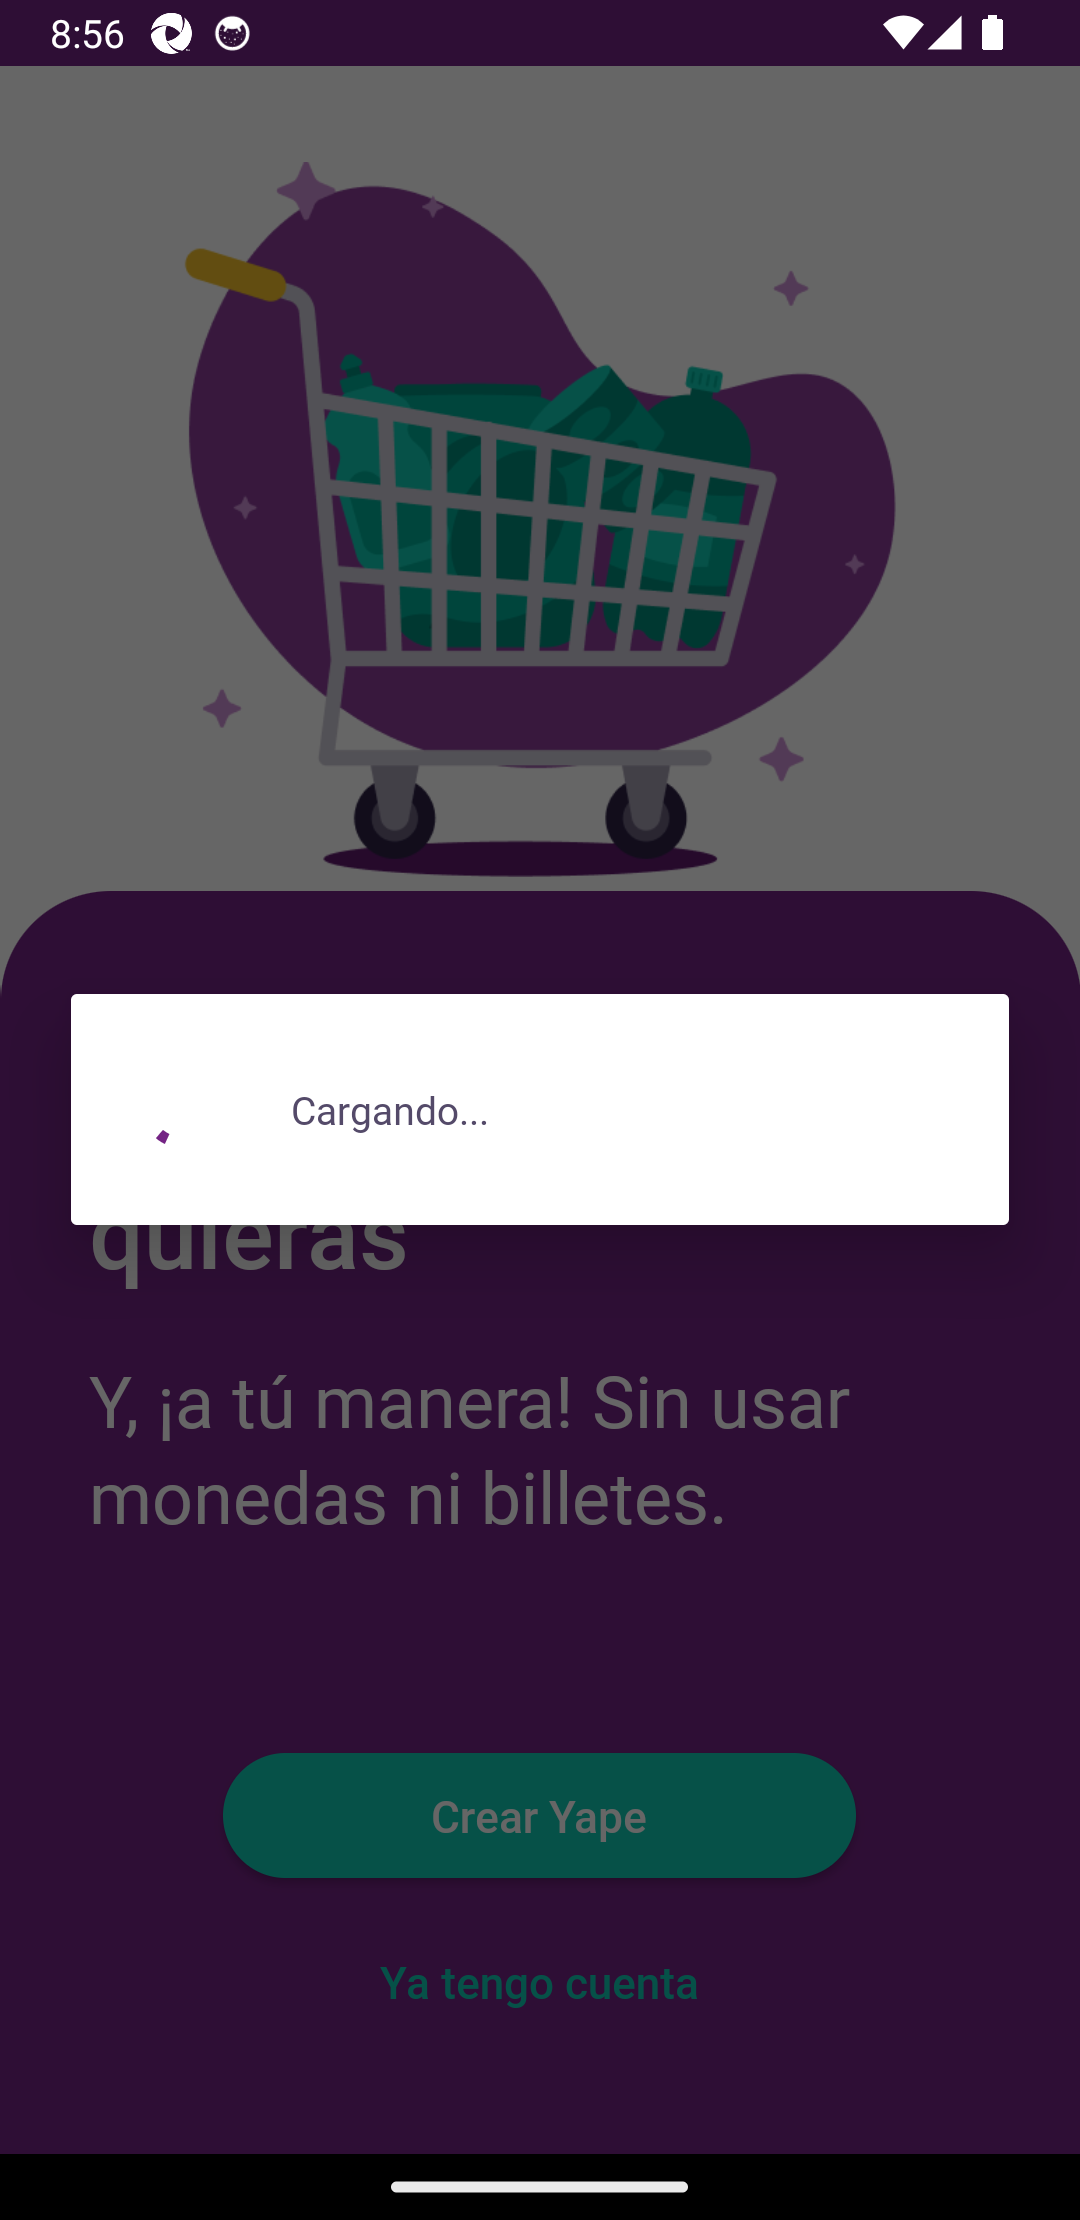 8:56
Cargando...
quieras
Y, ¡a tú manera! Sin usar
monedas ni billetes.
Crear Yape
Ya tengo cuenta